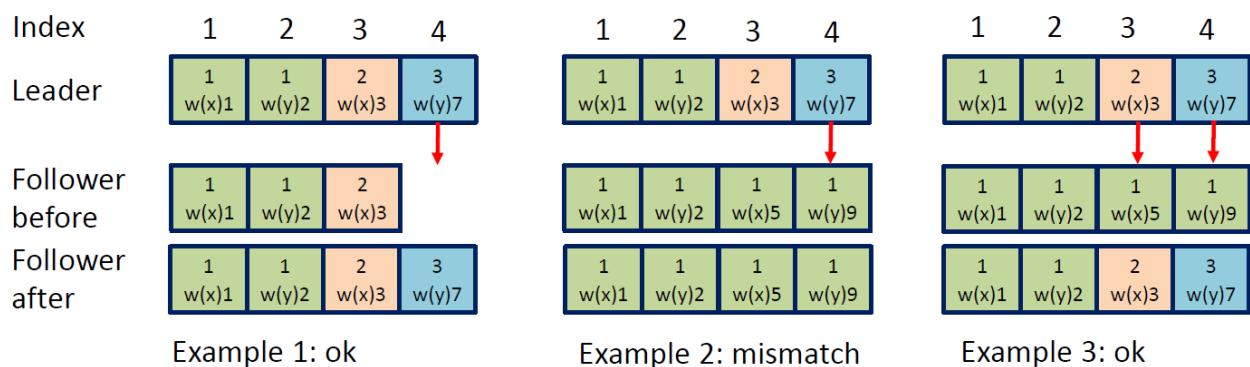 Index 1 2 3 4 1 2 3 4 1 2 3 4
Leader
1 1 2 3 1 1 2 3 1 1 2 3
w(x)1 w(y)2 w(x)3 w(y)7 w(x)1 w(y)2 w(x)3 w(y)7 w(x)1 w(y)2 w(x)3 w(y)7
Follower
before
1 1 2 1 1 1 1 1 1 1 1
w(x)1 w(y)2 w(x)3 w(x)1 w(y)2 w(x)5 w(y)9 w(x)1 w(y)2 w(x)5 w(y)9
Follower
after
1 1 2 3 1 1 1 1 1 1 2 3
w(x)1 w(y)2 w(x)3 w(y)7 w(x)1 w(y)2 w(x)5 w(y)9 w(x)1 w(y)2 w(x)3 w(y)7
Example 1: ok Example 2: mismatch Example 3: ok